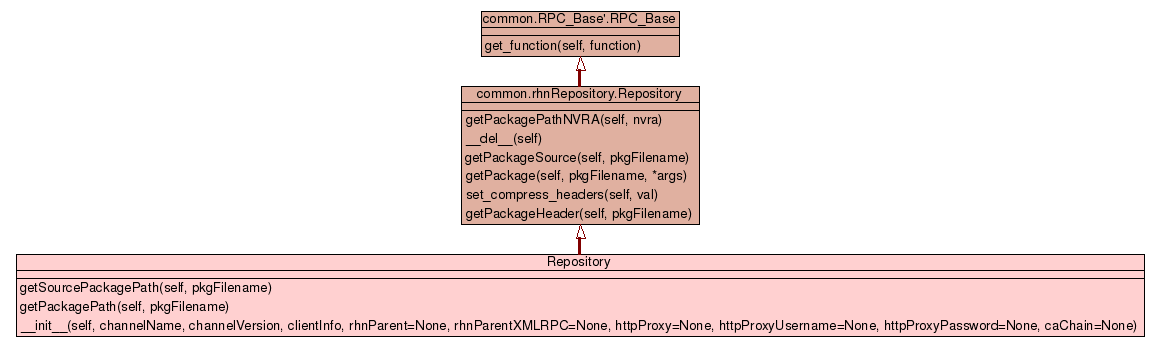 common.RPC_Base'.RPC_Base
get_function(self, function)
common.rhnRepository.Repository
getPackagePathNVRA(self, nvra)
__del__(self)
getPackageSource(self, pkgFilename)
getPackage(self, pkgFilename, *args)
set_compress_headers(self, val)
getPackageHeader(self, pkgFilename)
Repository
getSourcePackagePath(self, pkgFilename)
getPackagePath(self, pkgFilename)
__init__(self, channelName, channelVersion, clientInfo, rhnParent=None, rhnParentXMLRPC=None, httpProxy=None, httpProxyUsername=None, httpProxyPassword=None, caChain=None)